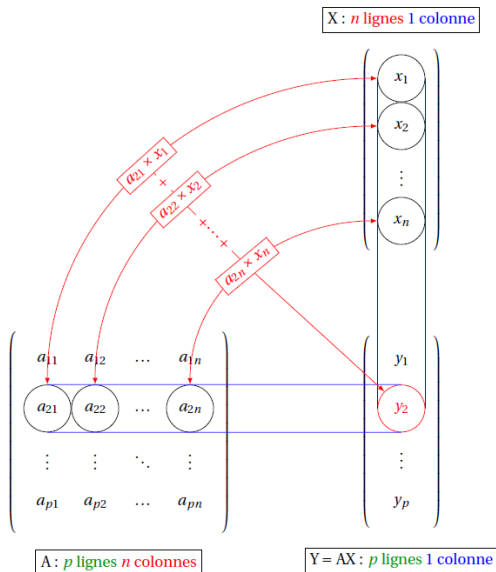 X : n lignes 1 colonne
x₁
x₂
⋮
xₙ
a₂₁ × x₁
+
a₂₂ × x₂
+ ⋯ +
a₂ₙ × xₙ
a₁₁ a₁₂ … a₁ₙ
a₂₁ a₂₂ … a₂ₙ
⋮ ⋮ ⋱ ⋮
aₚ₁ aₚ₂ … aₚₙ
y₁
y₂
⋮
yₚ
A : p lignes n colonnes
Y = AX : p lignes 1 colonne